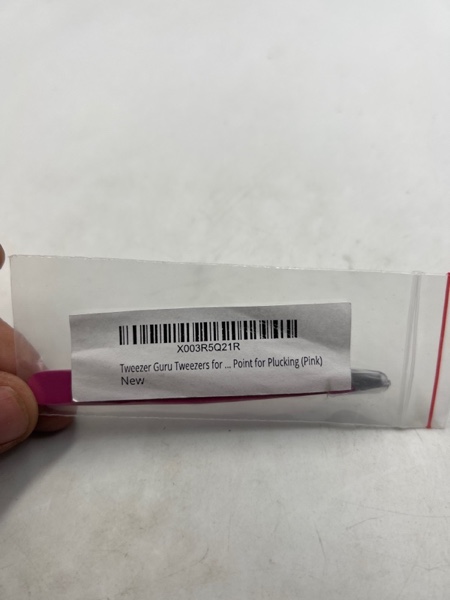 X003R5Q21R
Tweezer Guru Tweezers for ... Point for Plucking (Pink)
New